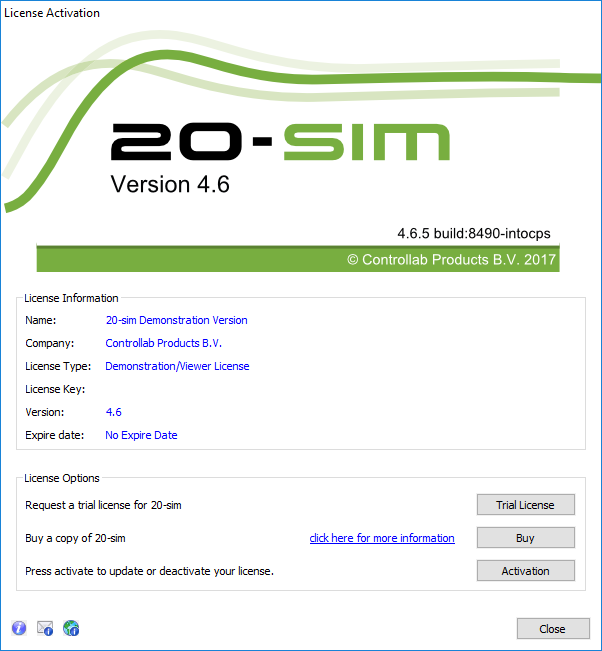 License Activation
20-sim
Version 4.6
4.6.5 build:8490-intocps
© Controllab Products B.V. 2017
License Information
Name: 20-sim Demonstration Version
Company: Controllab Products B.V.
License Type: Demonstration/Viewer License
License Key:
Version: 4.6
Expire date: No Expire Date
License Options
Request a trial license for 20-sim Trial License
Buy a copy of 20-sim click here for more information Buy
Press activate to update or deactivate your license. Activation
Close